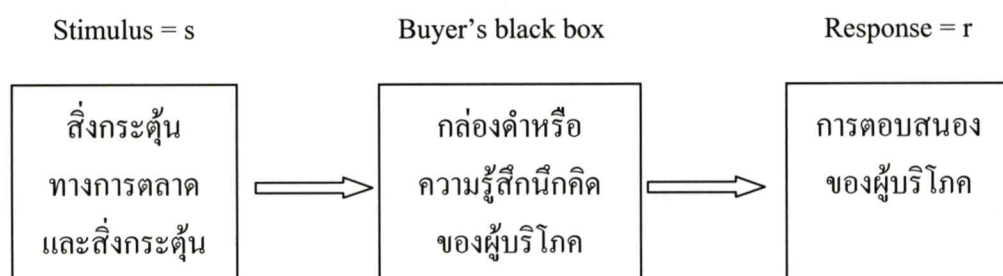 Stimulus = s
Buyer's black box
Response = r
สิ่งกระตุ้น
ทางการตลาด
และสิ่งกระตุ้น
กล่องดำหรือ
ความรู้สึกนึกคิด
ของผู้บริโภค
การตอบสนอง
ของผู้บริโภค